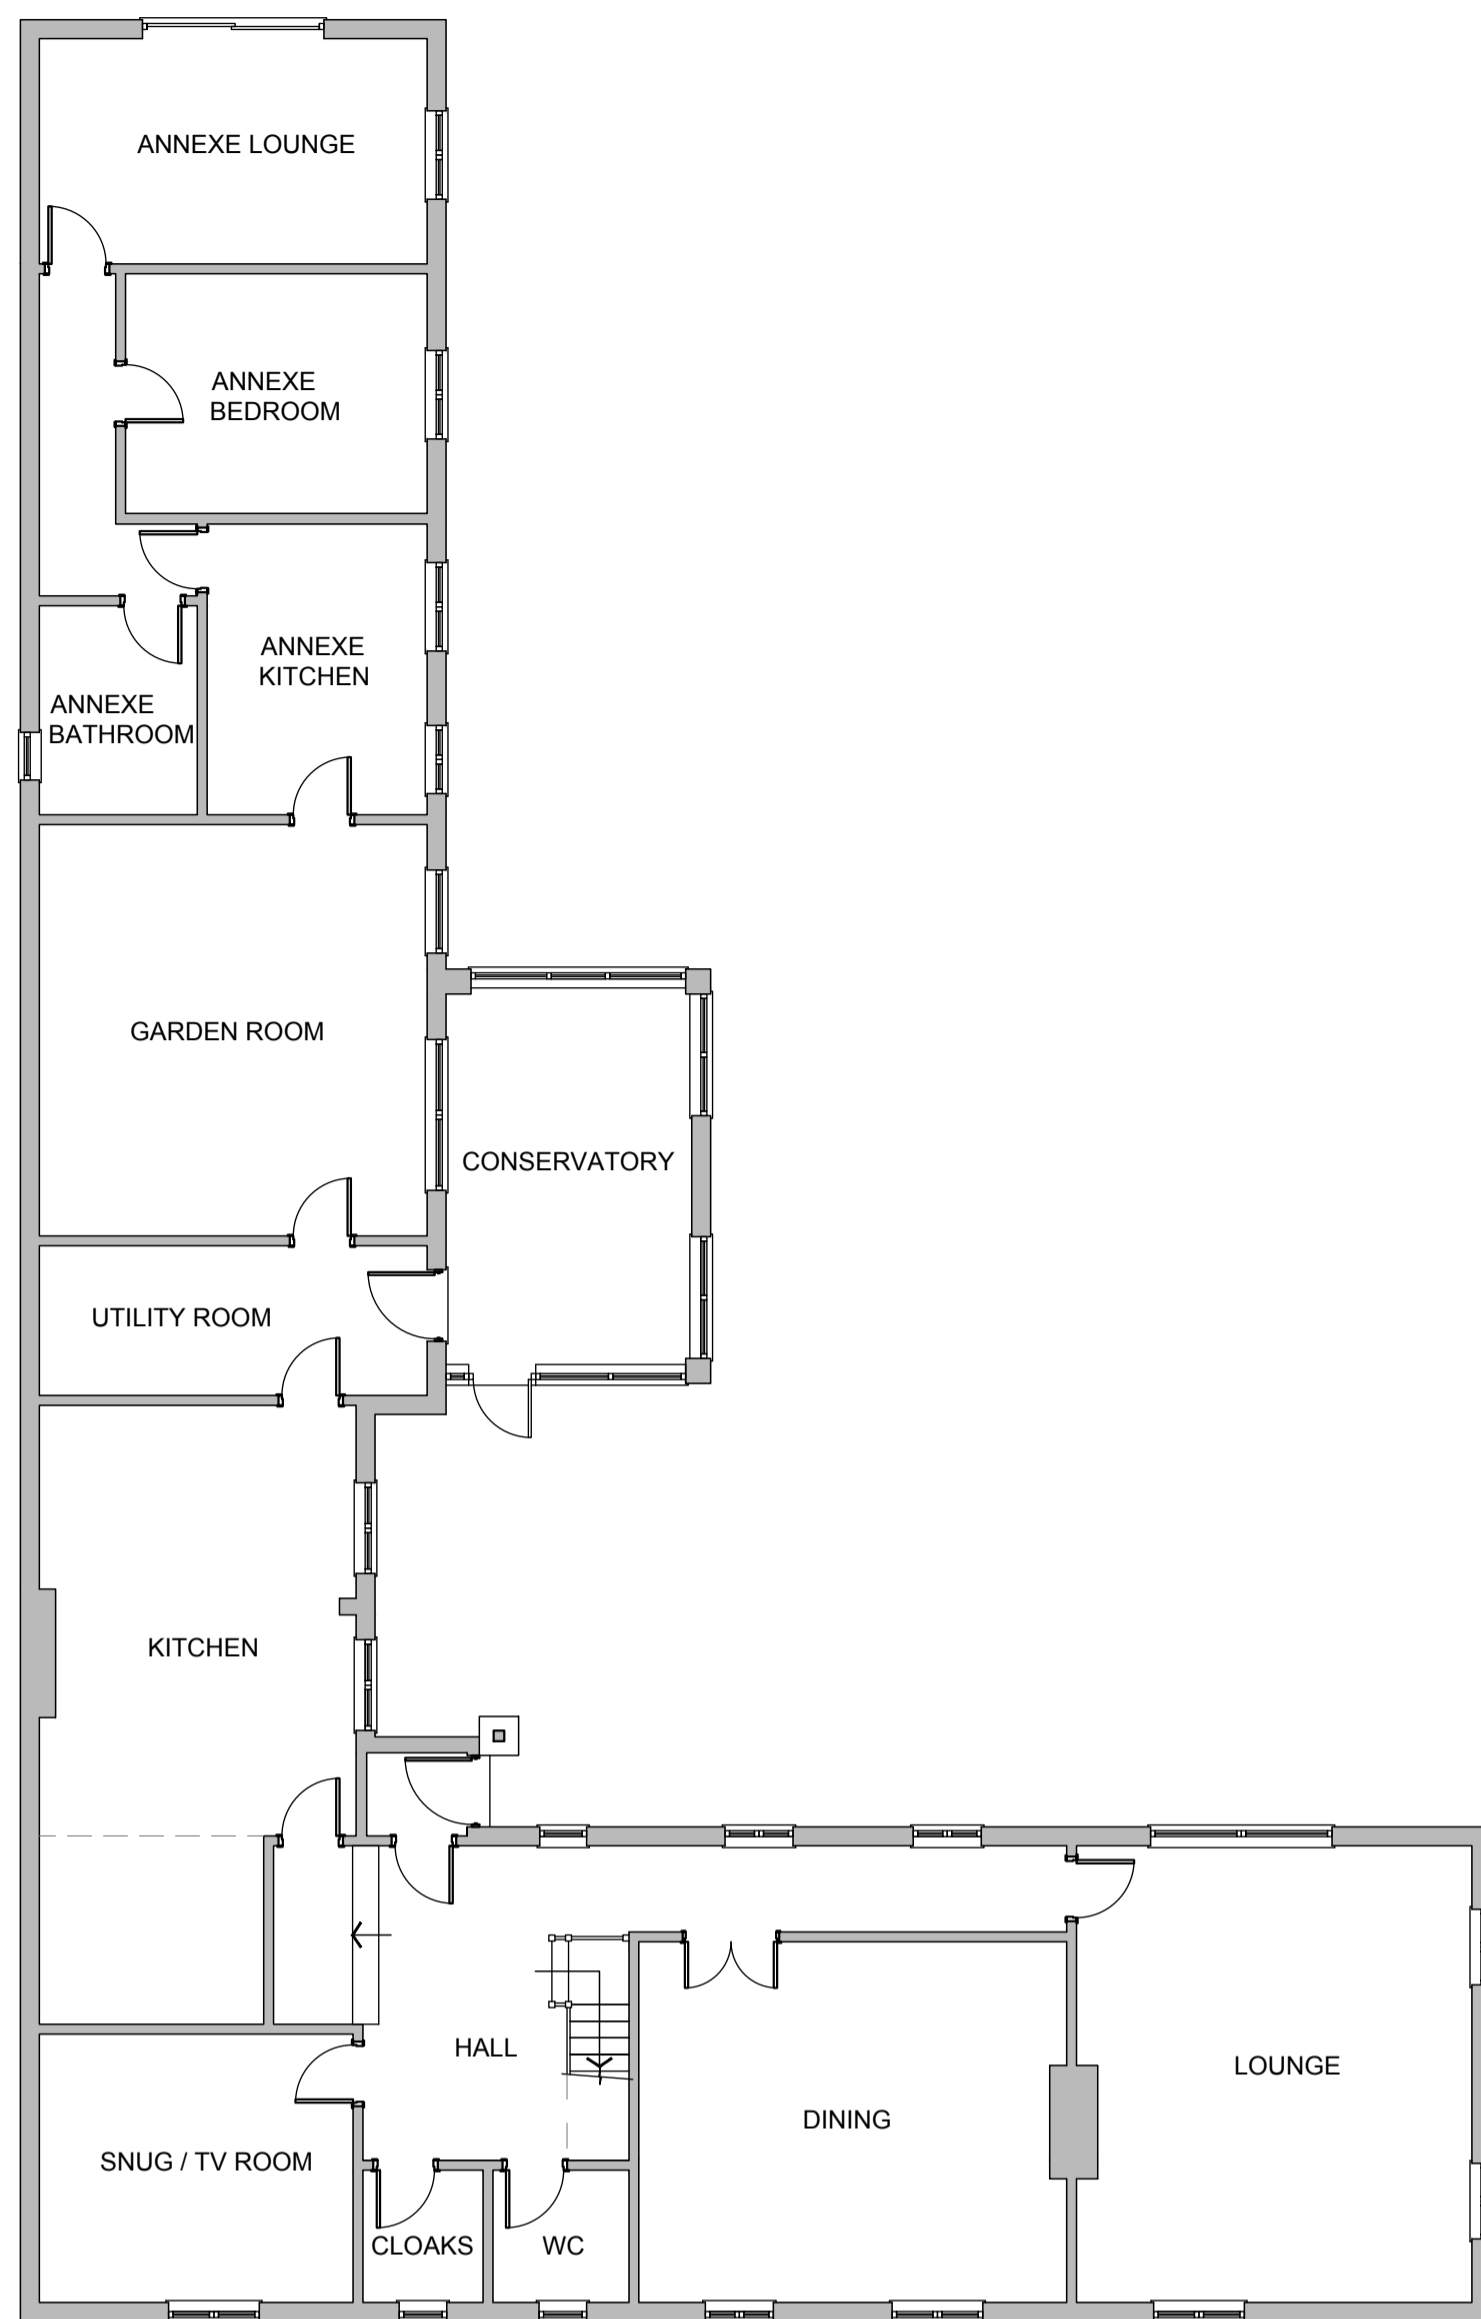 ANNEXE LOUNGE
ANNEXE
BEDROOM
ANNEXE
KITCHEN
ANNEXE
BATHROOM
GARDEN ROOM
CONSERVATORY
UTILITY ROOM
KITCHEN
HALL
LOUNGE
DINING
SNUG / TV ROOM
CLOAKS
WC